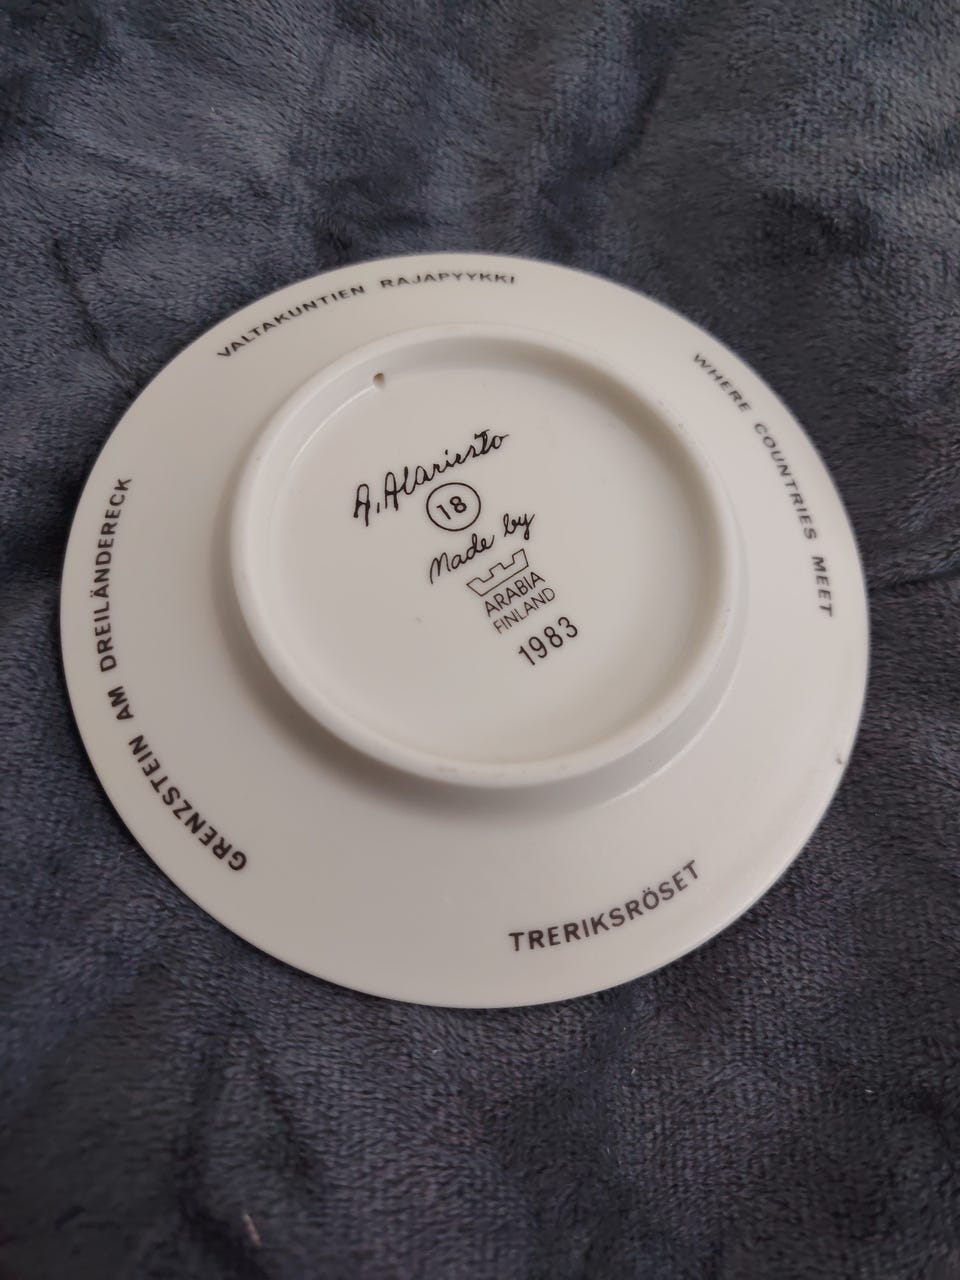 VALTAKUNTIEN RAJAPYYKKI
WHERE COUNTRIES MEET
TRERIKSRÖSET
GRENZSTEIN AM DREILÄNDERECK
A. Alariesto
18
Made by
ARABIA
FINLAND
1983